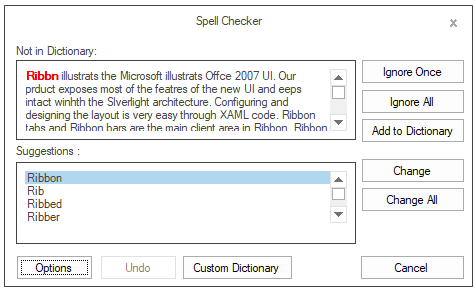 Spell Checker
x
Not in Dictionary:
Ribbn illustrats the Microsoft illustrats Offce 2007 UI. Our
prduct exposes most of the featres of the new UI and eeps
intact winhth the Slverlight architecture. Configuring and
designing the layout is very easy through XAML code. Ribbon
tabs and Ribbon bars are the main client area in Ribbon. Ribbon
Ignore Once
Ignore All
Add to Dictionary
Suggestions :
Ribbon
Rib
Ribbed
Ribber
Change
Change All
Options
Undo
Custom Dictionary
Cancel